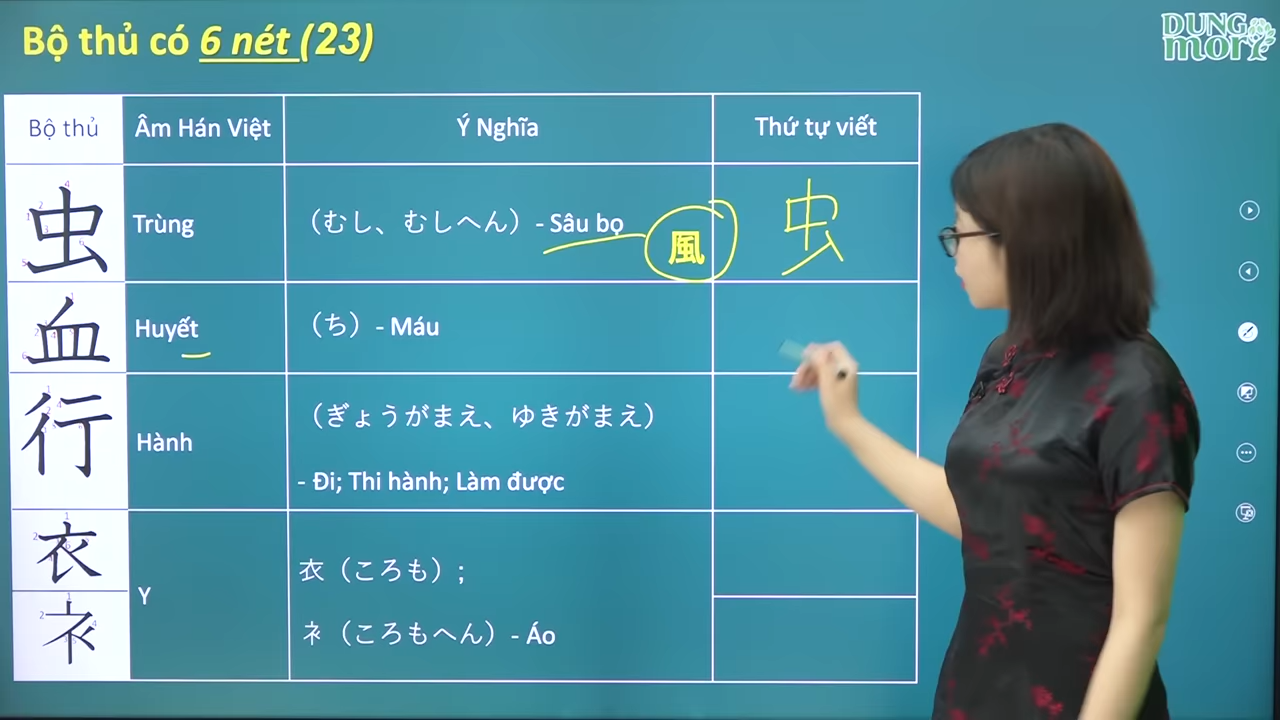 Bộ thủ có 6 nét (23)
DUNG
mori
Bộ thủ
Âm Hán Việt
Ý Nghĩa
Thứ tự viết
虫
Trùng
（むし、むしへん）- Sâu bọ
風
虫
血
Huyết
（ち）- Máu
行
Hành
（ぎょうがまえ、ゆきがまえ）
- Đi; Thi hành; Làm được
衣
衤
Y
衣（ころも）;
衤（ころもへん）- Áo